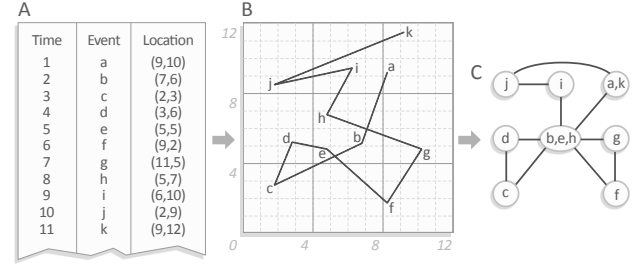 A
Time Event Location
1 a (9,10)
2 b (7,6)
3 c (2,3)
4 d (3,6)
5 e (5,5)
6 f (9,2)
7 g (11,5)
8 h (5,7)
9 i (6,10)
10 j (2,9)
11 k (9,12)
B
12
8
4
0 4 8 12
k
a
i
j
h
d
b
e
g
c
f
C
j i a,k
d b,e,h g
c f